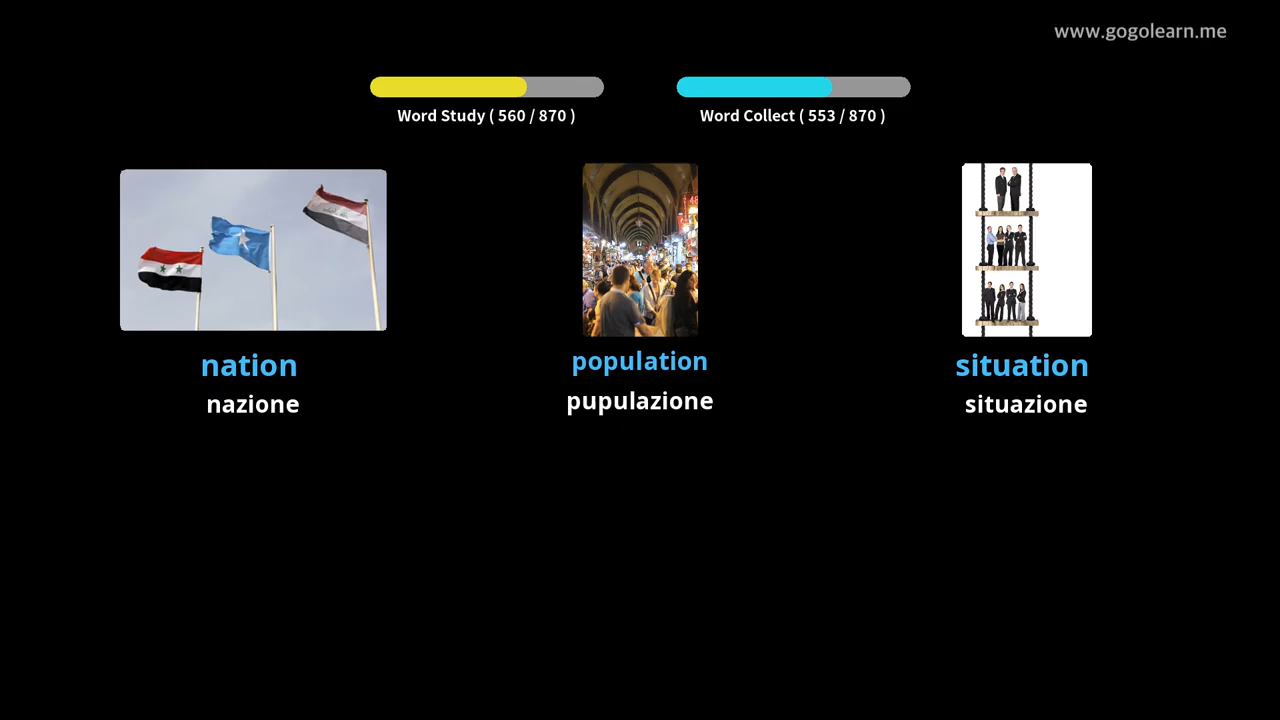 www.gogolearn.me
Word Study ( 560 / 870 )
Word Collect ( 553 / 870 )
nation
population
situation
nazione
pupulazione
situazione